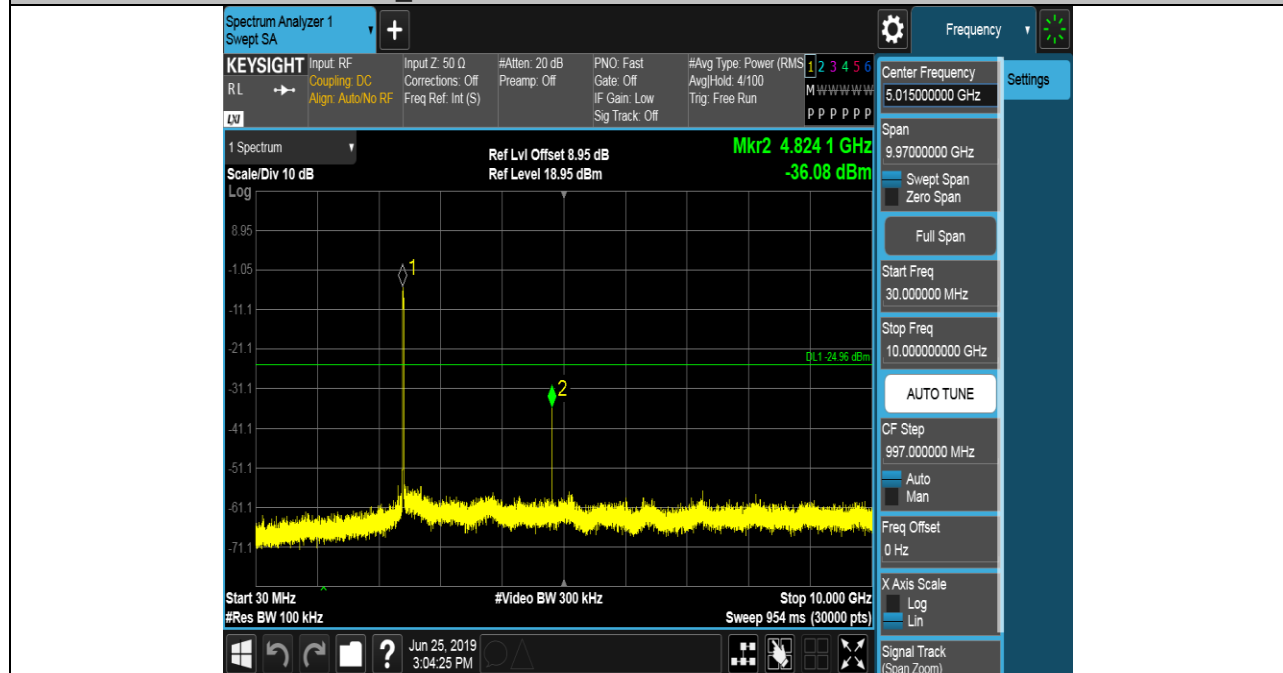 Spectrum Analyzer 1
Swept SA
+
Frequency
KEYSIGHT
RL
LXI
Input: RF
Coupling: DC
Align: Auto/No RF
Input Z: 50 Ω
Corrections: Off
Freq Ref: Int (S)
#Atten: 20 dB
Preamp: Off
PNO: Fast
Gate: Off
IF Gain: Low
Sig Track: Off
#Avg Type: Power (RMS
Avg|Hold: 4/100
Trig: Free Run
1 2 3 4 5 6
M W W W W W
P P P P P P
Center Frequency
5.015000000 GHz
Settings
1 Spectrum
Scale/Div 10 dB
Log
Ref Lvl Offset 8.95 dB
Ref Level 18.95 dBm
Mkr2 4.824 1 GHz
-36.08 dBm
Span
9.97000000 GHz
Swept Span
Zero Span
Full Span
Start Freq
30.000000 MHz
Stop Freq
10.000000000 GHz
AUTO TUNE
CF Step
997.000000 MHz
Auto
Man
Freq Offset
0 Hz
X Axis Scale
Log
Lin
Signal Track
(Span Zoom)
8.95
-1.05
-11.1
-21.1
-31.1
-41.1
-51.1
-61.1
-71.1
1
2
DL1 -24.96 dBm
Start 30 MHz
#Res BW 100 kHz
#Video BW 300 kHz
Stop 10.000 GHz
Sweep 954 ms (30000 pts)
?
Jun 25, 2019
3:04:25 PM